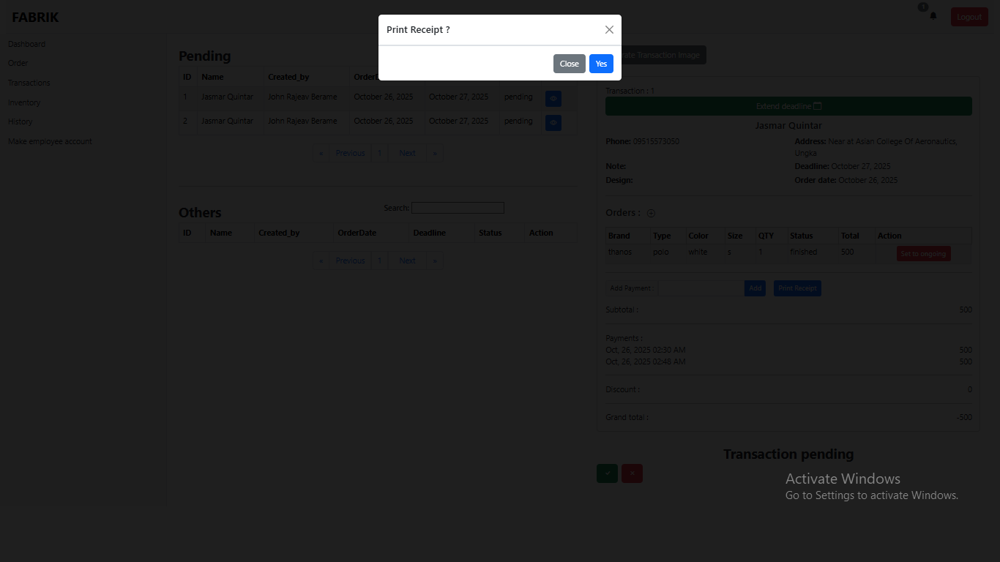 FABRIK
1
Logout
Print Receipt ?
Close
Yes
Dashboard
Order
Transactions
Inventory
History
Make employee account
Pending
ID Name Created_by
1 Jasmar Quintar John Rajeav Berame October 26, 2025 October 27, 2025 pending
2 Jasmar Quintar John Rajeav Berame October 26, 2025 October 27, 2025 pending
« Previous 1 Next »
Others
Search:
ID Name Created_by OrderDate Deadline Status Action
« Previous 1 Next »
Transaction Image
Transaction : 1
Extend deadline
Jasmar Quintar
Phone: 09515573050
Address: Near at Asian College Of Aeronautics,
Ungka
Note:
Deadline: October 27, 2025
Design:
Order date: October 26, 2025
Orders :
Brand Type Color Size QTY Status Total Action
thanos polo white s 1 finished 500 Set to ongoing
Add Payment : Add Print Receipt
Subtotal : 500
Payments :
Oct, 26, 2025 02:30 AM 500
Oct, 26, 2025 02:48 AM 500
Discount : 0
Grand total : -500
Transaction pending
Activate Windows
Go to Settings to activate Windows.